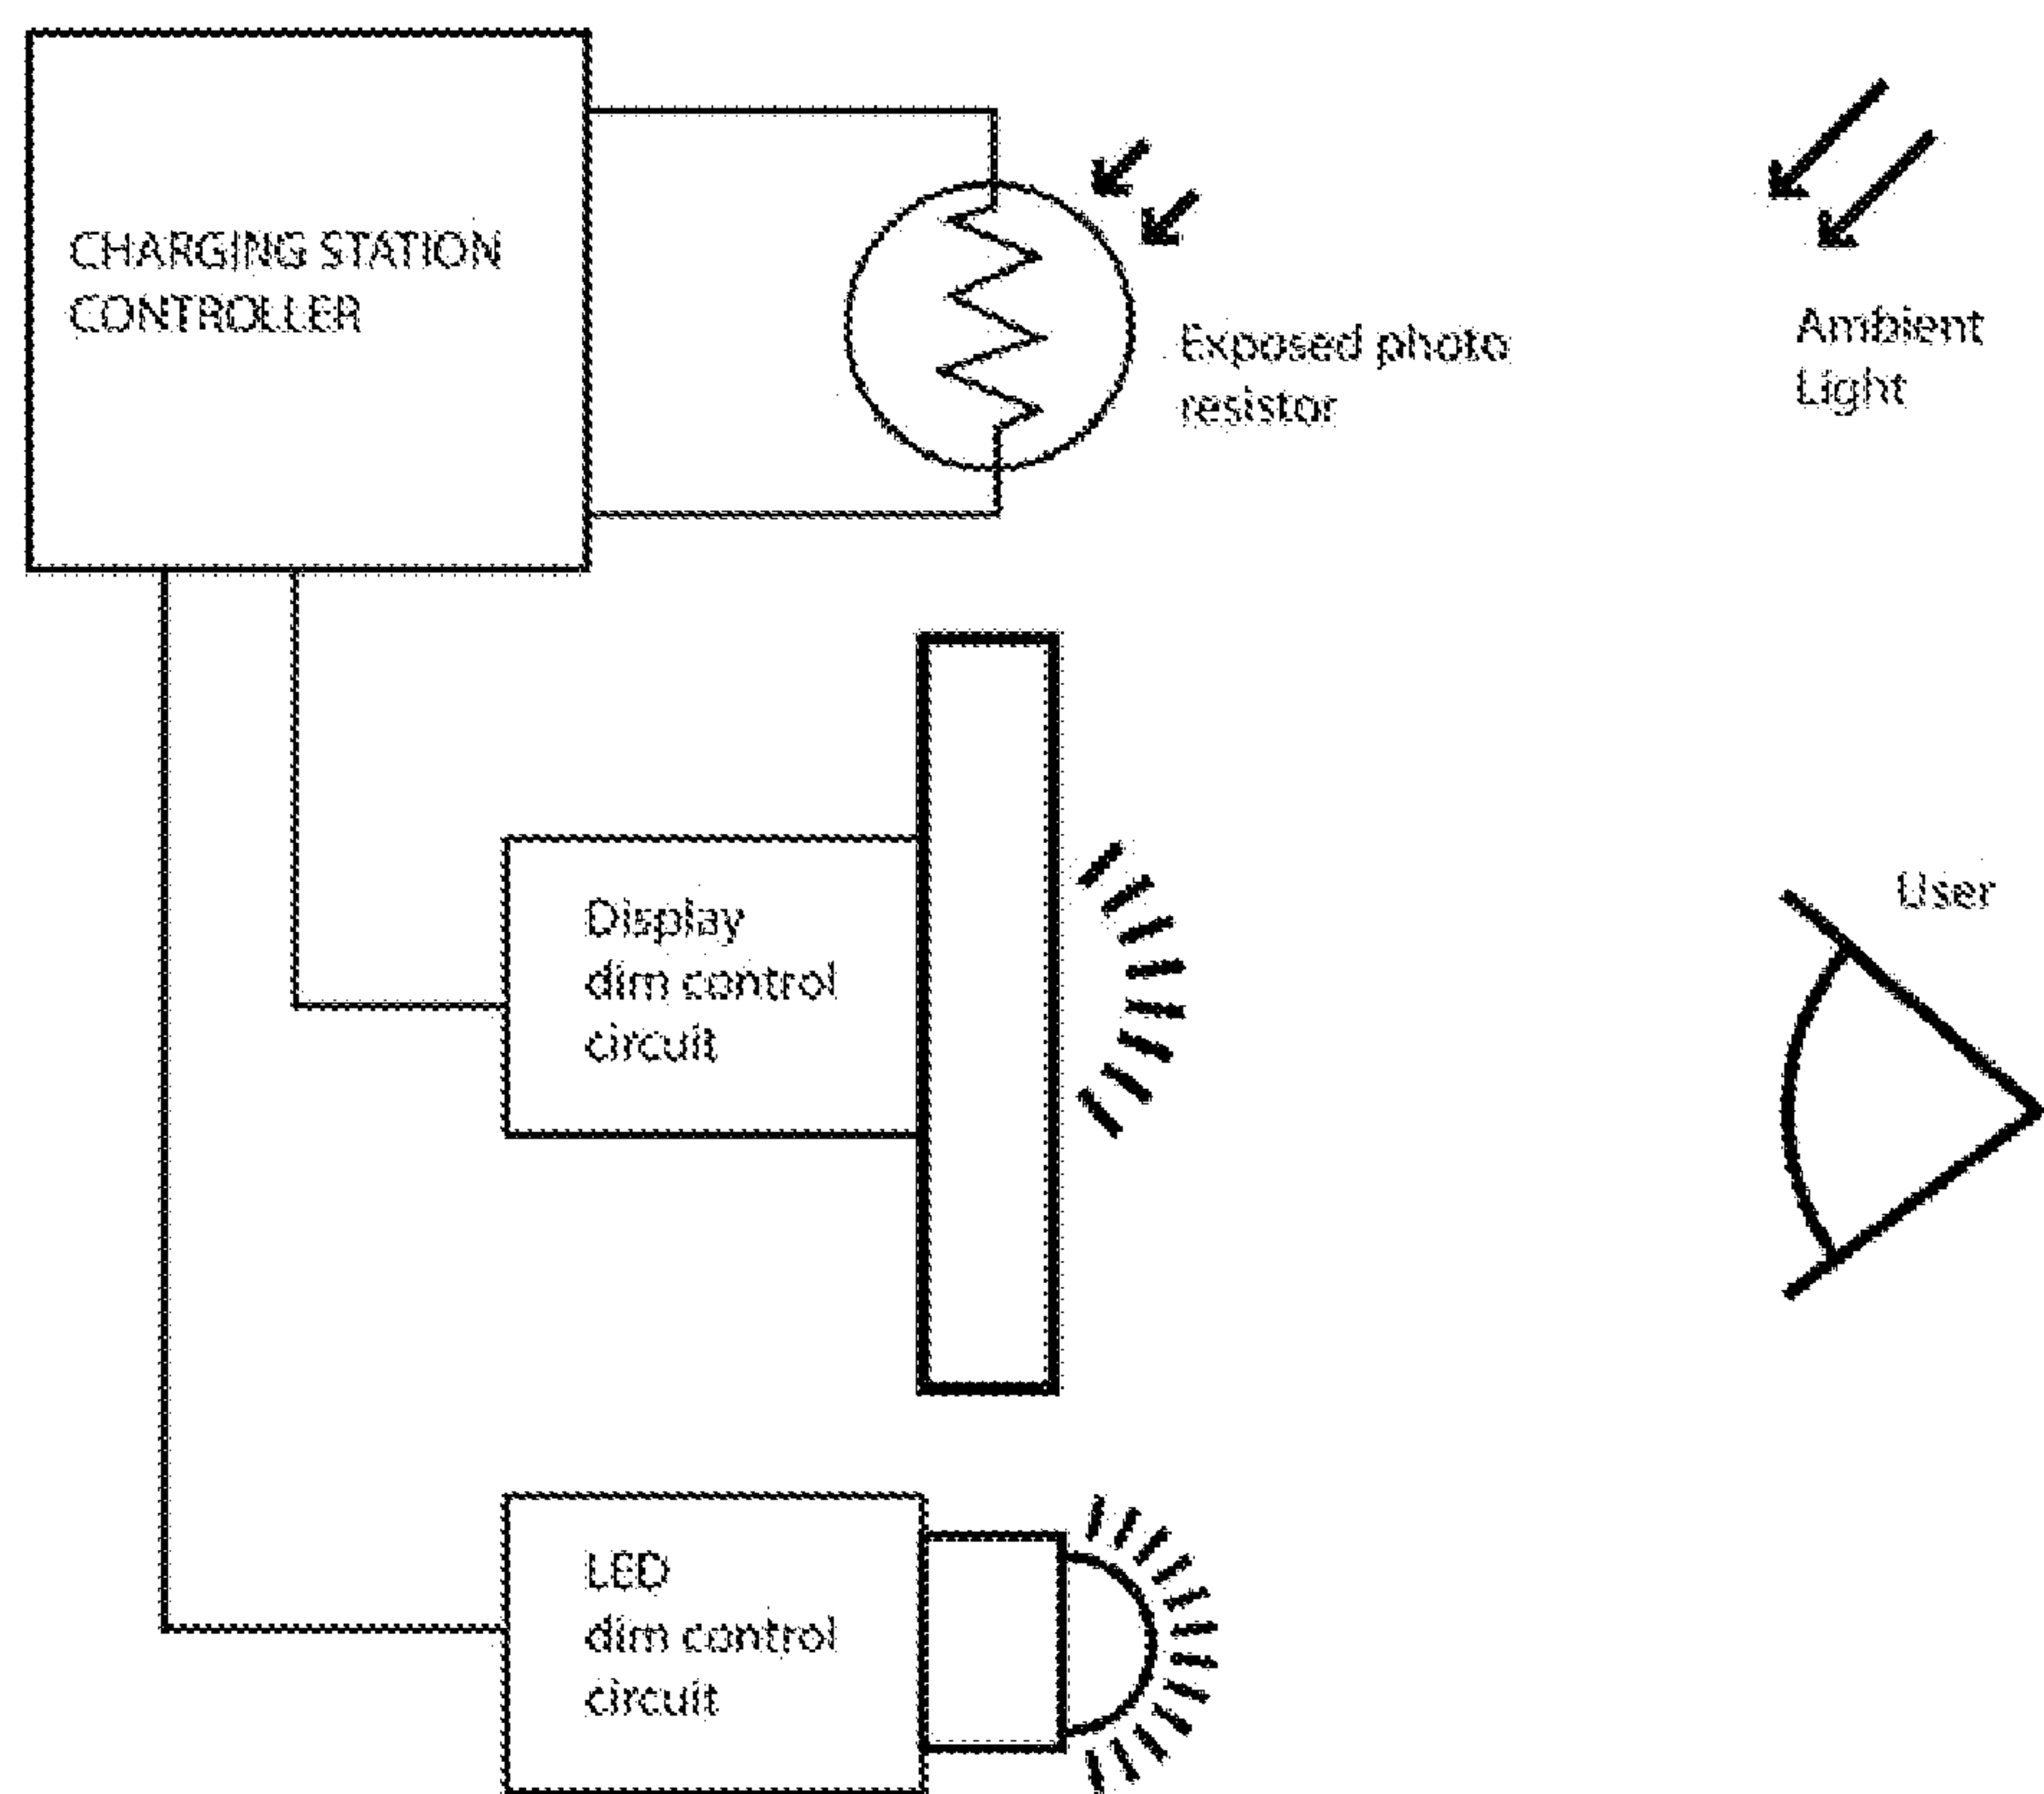 CHARGING STATION
CONTROLLER
Exposed photo
resistor
Ambient
Light
Display
dim control
circuit
User
LED
dim control
circuit